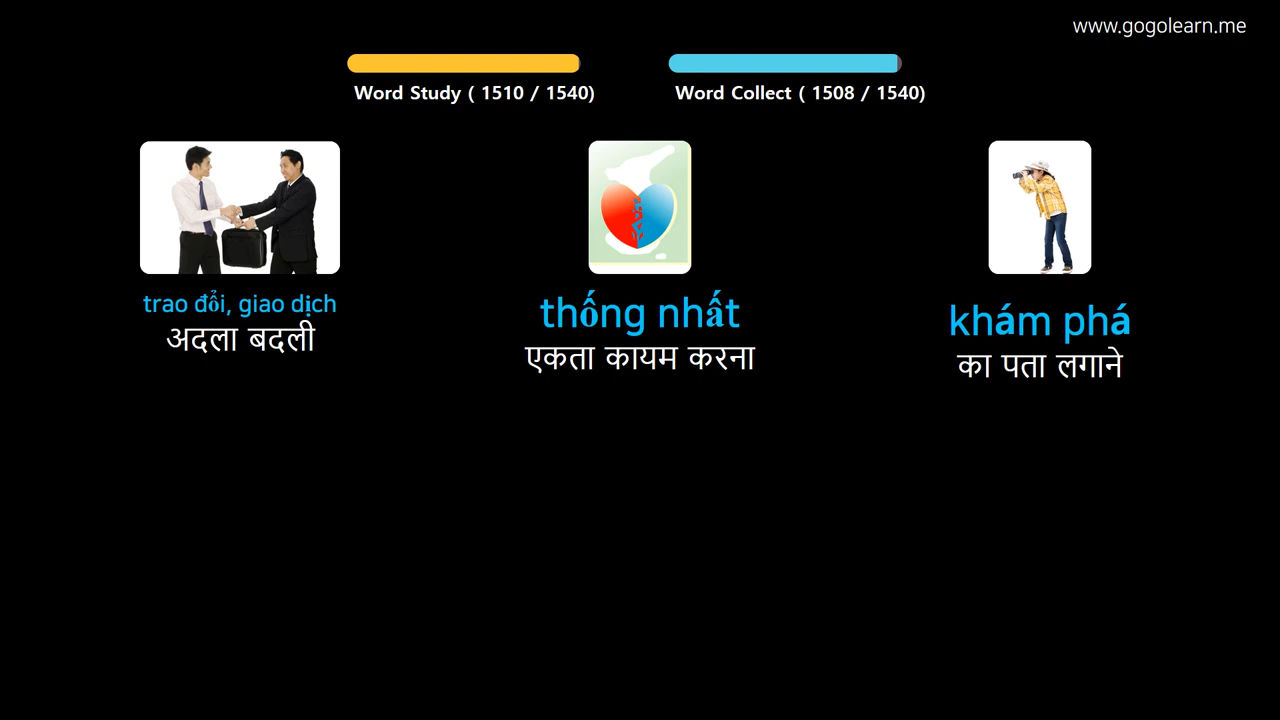 www.gogolearn.me
Word Study ( 1510 / 1540)
Word Collect ( 1508 / 1540)
trao đổi, giao dịch
अदला बदली
thống nhất
एकता कायम करना
khám phá
का पता लगाने